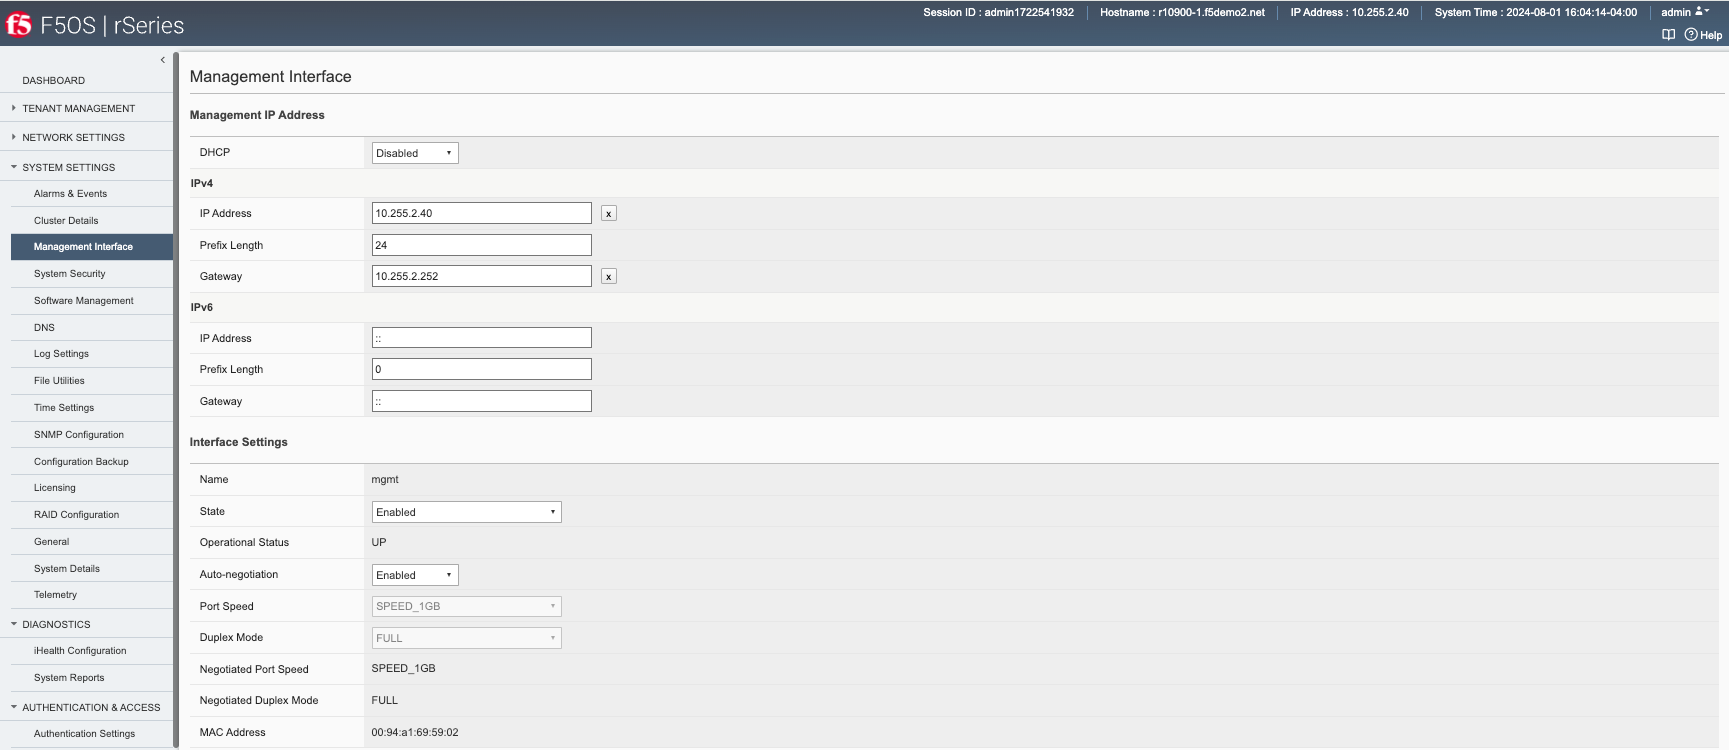 f5 F5OS | rSeries
Session ID : admin1722541932 Hostname : r10900-1.f5demo2.net IP Address : 10.255.2.40 System Time : 2024-08-01 16:04:14-04:00 admin
Help
DASHBOARD
TENANT MANAGEMENT
NETWORK SETTINGS
SYSTEM SETTINGS
Alarms & Events
Cluster Details
Management Interface
System Security
Software Management
DNS
Log Settings
File Utilities
Time Settings
SNMP Configuration
Configuration Backup
Licensing
RAID Configuration
General
System Details
Telemetry
DIAGNOSTICS
iHealth Configuration
System Reports
AUTHENTICATION & ACCESS
Authentication Settings
Management Interface
Management IP Address
DHCP Disabled
IPv4
IP Address 10.255.2.40 x
Prefix Length 24
Gateway 10.255.2.252 x
IPv6
IP Address ::
Prefix Length 0
Gateway ::
Interface Settings
Name mgmt
State Enabled
Operational Status UP
Auto-negotiation Enabled
Port Speed SPEED_1GB
Duplex Mode FULL
Negotiated Port Speed SPEED_1GB
Negotiated Duplex Mode FULL
MAC Address 00:94:a1:69:59:02